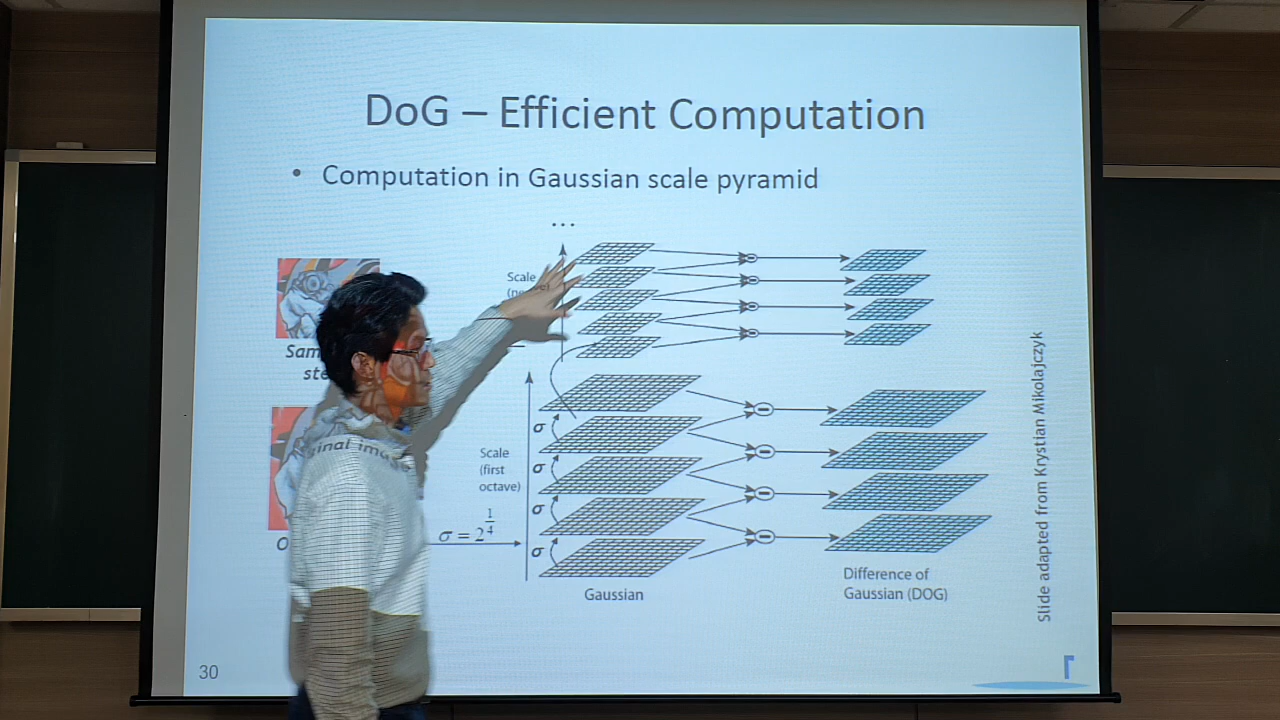 DoG – Efficient Computation
• Computation in Gaussian scale pyramid
...
Scale
σ
σ
σ
σ
Scale
(first
octave)
σ = 2^{1/4}
Gaussian
Difference of
Gaussian (DOG)
Slide adapted from Krystian Mikolajczyk
30